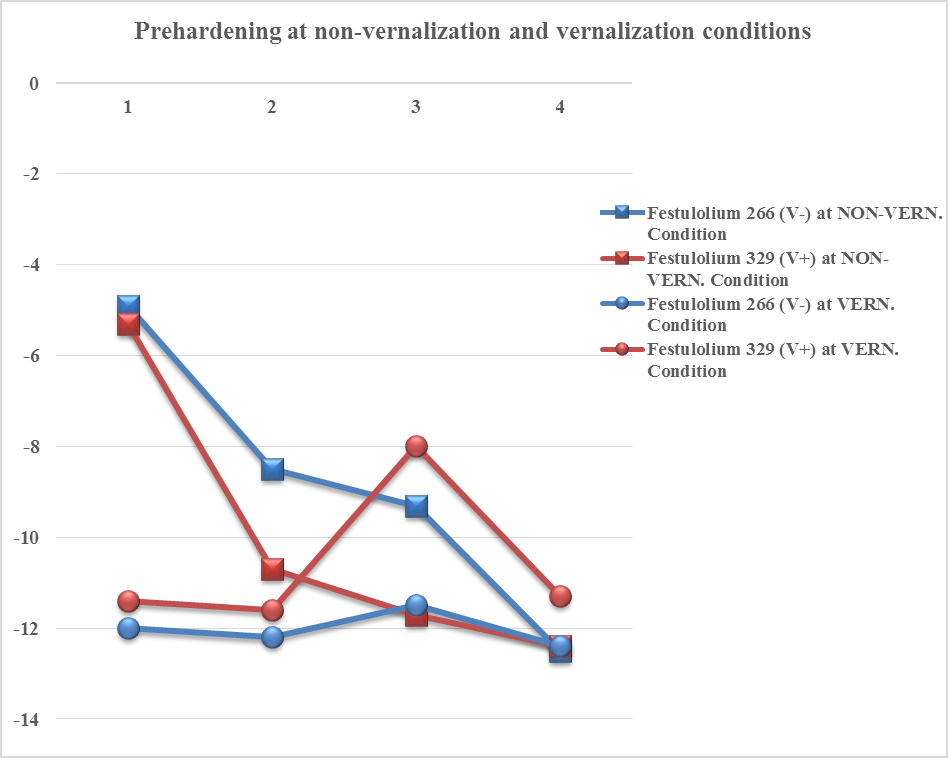 Prehardening at non-vernalization and vernalization conditions
0
1 2 3 4
-2
-4
-6
-8
-10
-12
-14
Festulolium 266 (V-) at NON-VERN.
Condition
Festulolium 329 (V+) at NON-
VERN. Condition
Festulolium 266 (V-) at VERN.
Condition
Festulolium 329 (V+) at VERN.
Condition